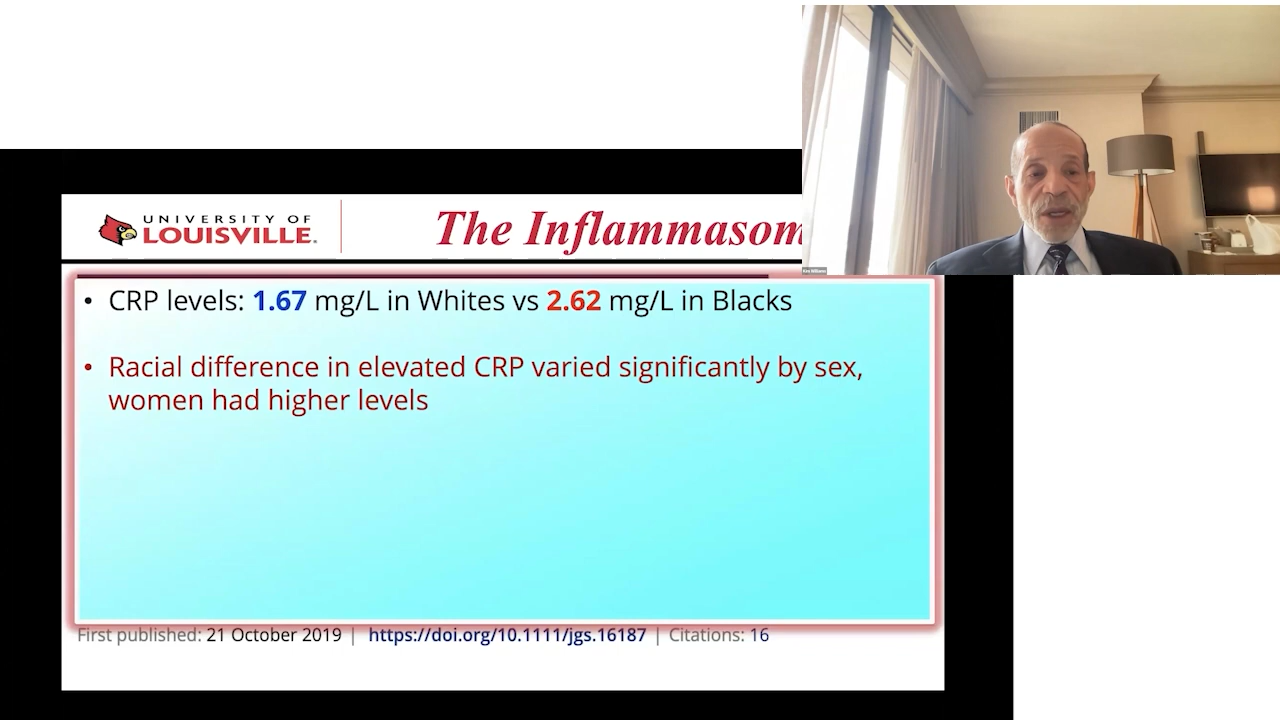 UNIVERSITY OF
LOUISVILLE.
The Inflammasom
Kim Williams
• CRP levels: 1.67 mg/L in Whites vs 2.62 mg/L in Blacks
• Racial difference in elevated CRP varied significantly by sex,
women had higher levels
First published: 21 October 2019 | https://doi.org/10.1111/jgs.16187 | Citations: 16